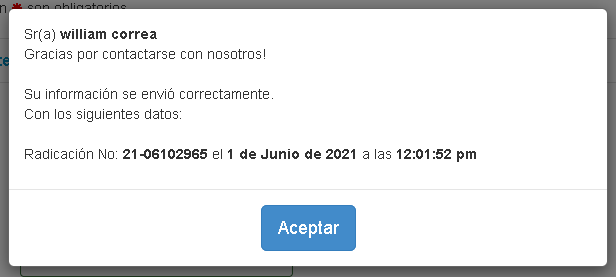 n * son obligatorios
Sr(a) william correa
Gracias por contactarse con nosotros!
Su información se envió correctamente.
Con los siguientes datos:
Radicación No: 21-06102965 el 1 de Junio de 2021 a las 12:01:52 pm
Aceptar